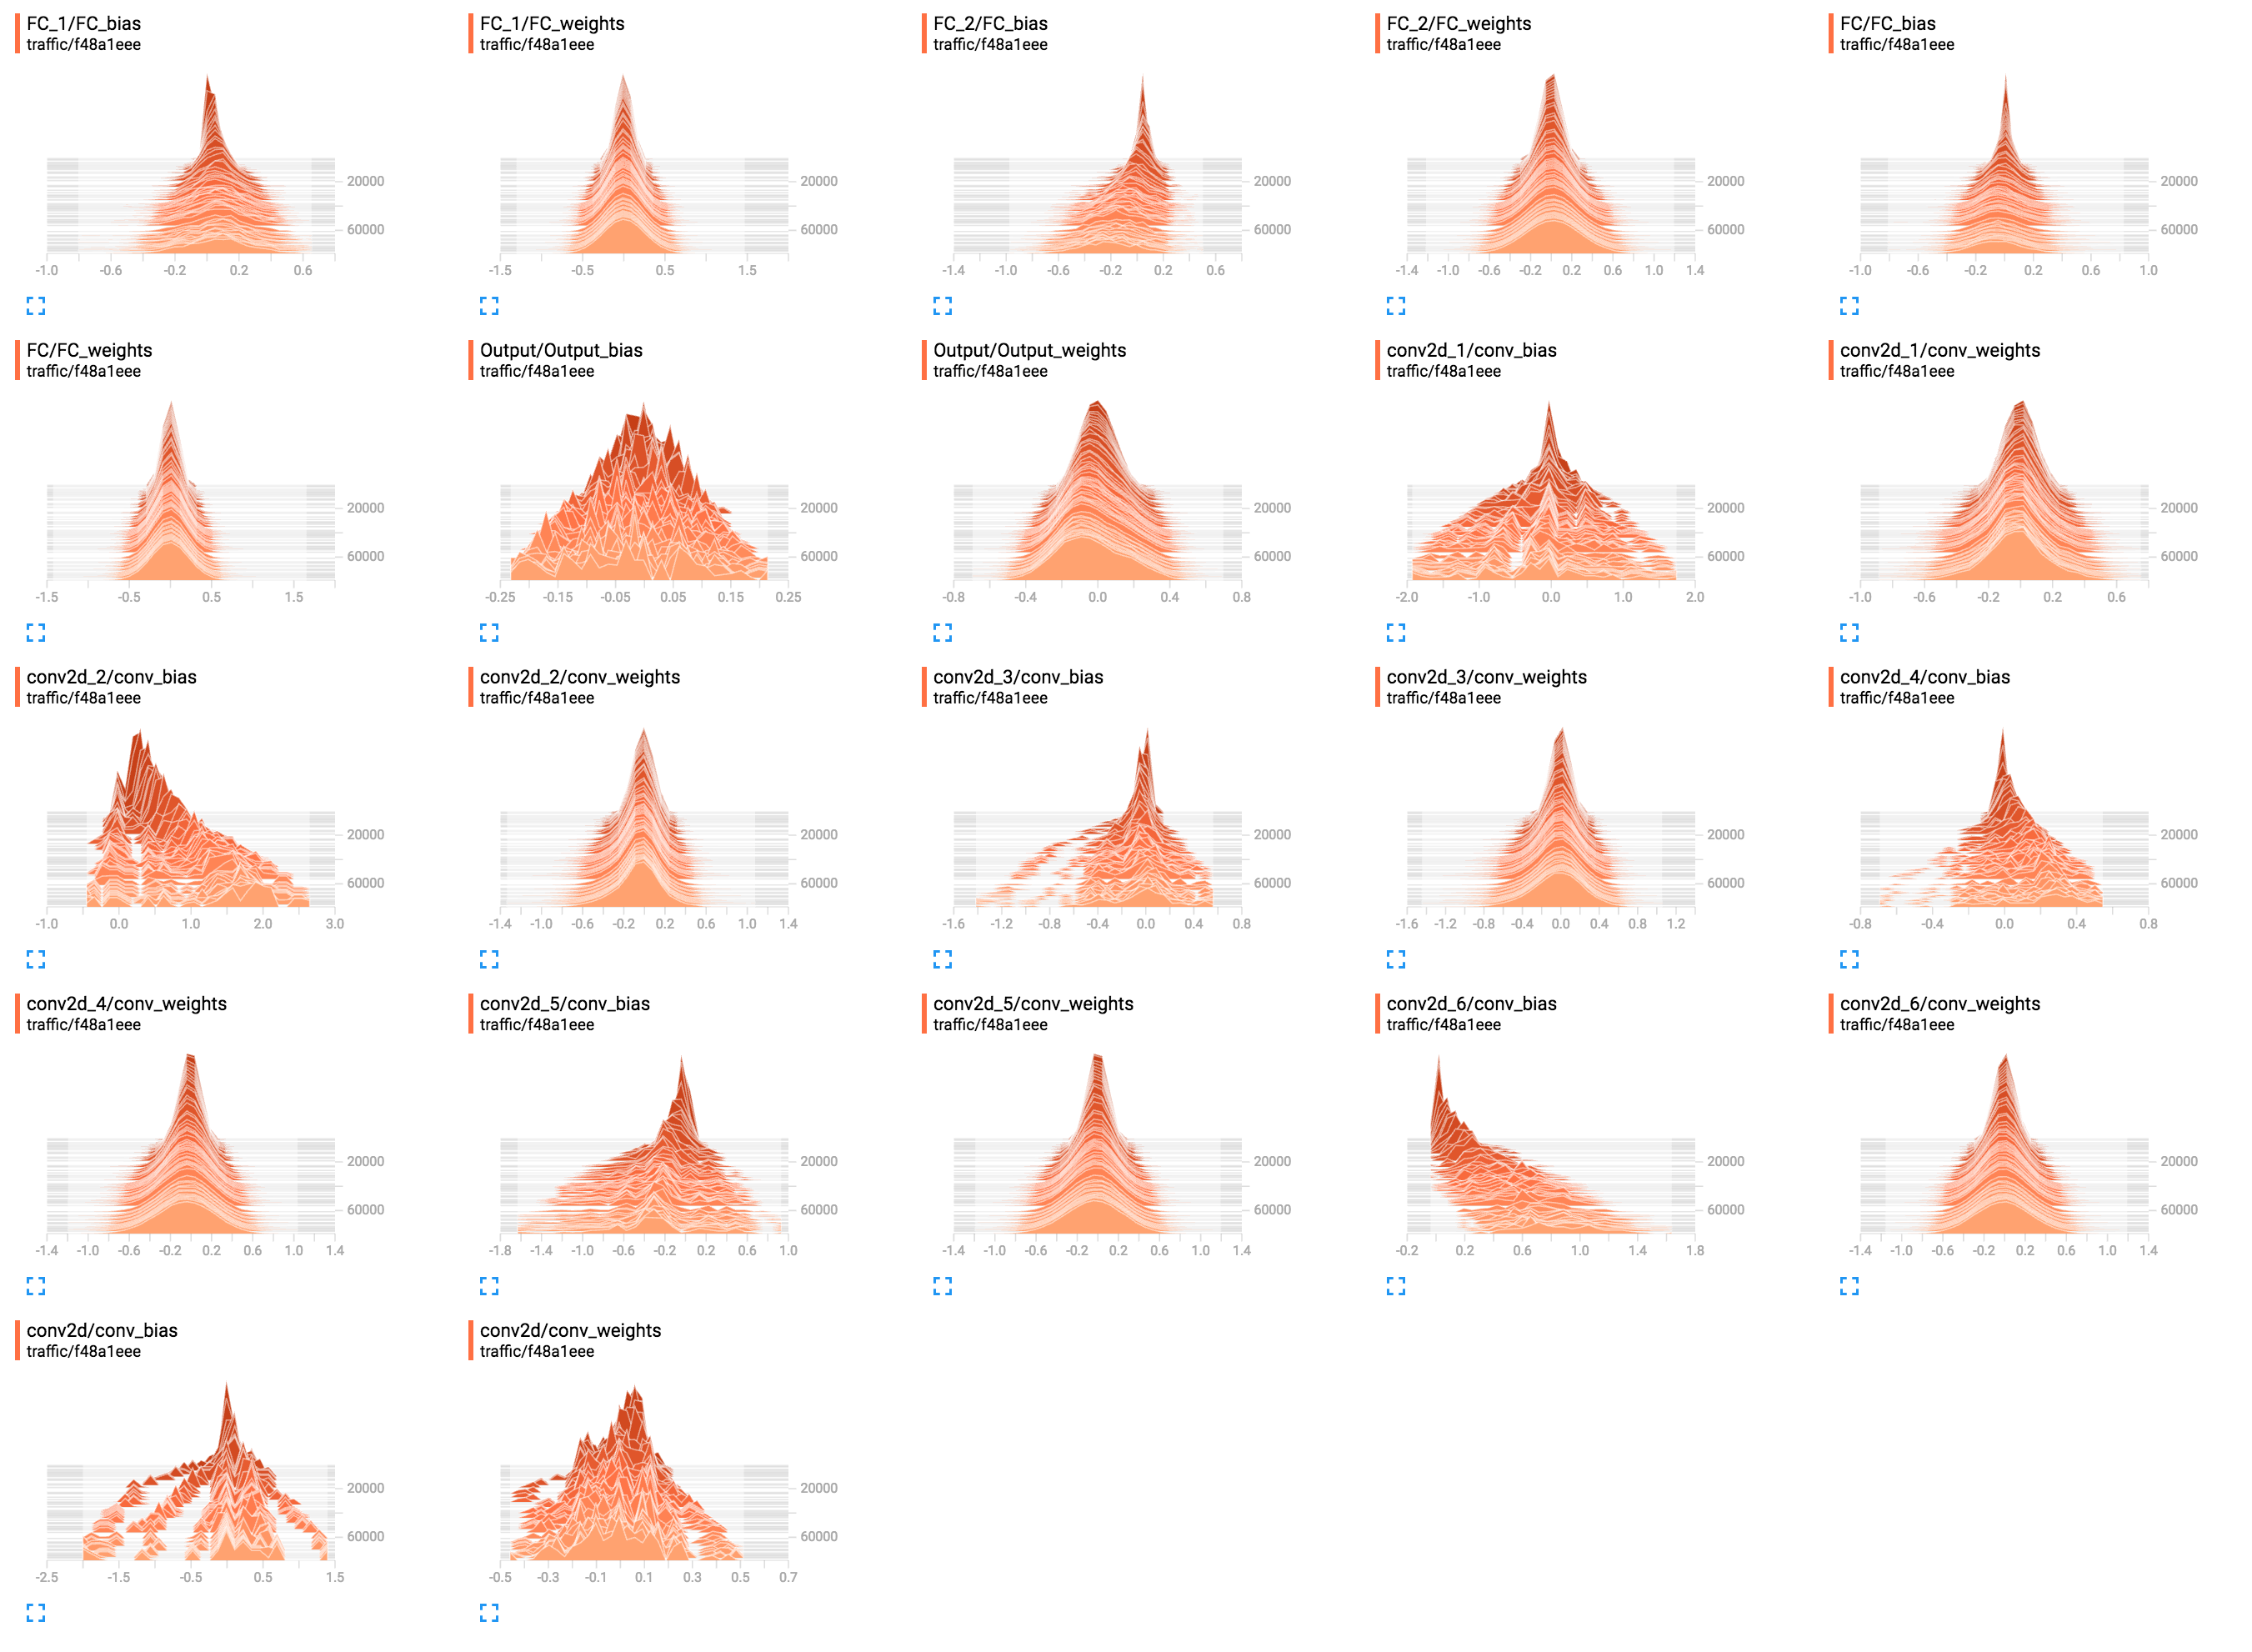 FC_1/FC_bias
traffic/f48a1eee
20000
60000
-1.0 -0.6 -0.2 0.2 0.6
FC_1/FC_weights
traffic/f48a1eee
20000
60000
-1.5 -0.5 0.5 1.5
FC_2/FC_bias
traffic/f48a1eee
20000
60000
-1.4 -1.0 -0.6 -0.2 0.2 0.6
FC_2/FC_weights
traffic/f48a1eee
20000
60000
-1.4 -1.0 -0.6 -0.2 0.2 0.6 1.0 1.4
FC/FC_bias
traffic/f48a1eee
20000
60000
-1.0 -0.6 -0.2 0.2 0.6 1.0
FC/FC_weights
traffic/f48a1eee
20000
60000
-1.5 -0.5 0.5 1.5
Output/Output_bias
traffic/f48a1eee
20000
60000
-0.25 -0.15 -0.05 0.05 0.15 0.25
Output/Output_weights
traffic/f48a1eee
20000
60000
-0.8 -0.4 0.0 0.4 0.8
conv2d_1/conv_bias
traffic/f48a1eee
20000
60000
-2.0 -1.0 0.0 1.0 2.0
conv2d_1/conv_weights
traffic/f48a1eee
20000
60000
-1.0 -0.6 -0.2 0.2 0.6
conv2d_2/conv_bias
traffic/f48a1eee
20000
60000
-1.0 0.0 1.0 2.0 3.0
conv2d_2/conv_weights
traffic/f48a1eee
20000
60000
-1.4 -1.0 -0.6 -0.2 0.2 0.6 1.0 1.4
conv2d_3/conv_bias
traffic/f48a1eee
20000
60000
-1.6 -1.2 -0.8 -0.4 0.0 0.4 0.8
conv2d_3/conv_weights
traffic/f48a1eee
20000
60000
-1.6 -1.2 -0.8 -0.4 0.0 0.4 0.8 1.2
conv2d_4/conv_bias
traffic/f48a1eee
20000
60000
-0.8 -0.4 0.0 0.4 0.8
conv2d_4/conv_weights
traffic/f48a1eee
20000
60000
-1.4 -1.0 -0.6 -0.2 0.2 0.6 1.0 1.4
conv2d_5/conv_bias
traffic/f48a1eee
20000
60000
-1.8 -1.4 -1.0 -0.6 -0.2 0.2 0.6 1.0
conv2d_5/conv_weights
traffic/f48a1eee
20000
60000
-1.4 -1.0 -0.6 -0.2 0.2 0.6 1.0 1.4
conv2d_6/conv_bias
traffic/f48a1eee
20000
60000
-0.2 0.2 0.6 1.0 1.4 1.8
conv2d_6/conv_weights
traffic/f48a1eee
20000
60000
-1.4 -1.0 -0.6 -0.2 0.2 0.6 1.0 1.4
conv2d/conv_bias
traffic/f48a1eee
20000
60000
-2.5 -1.5 -0.5 0.5 1.5
conv2d/conv_weights
traffic/f48a1eee
20000
60000
-0.5 -0.3 -0.1 0.1 0.3 0.5 0.7